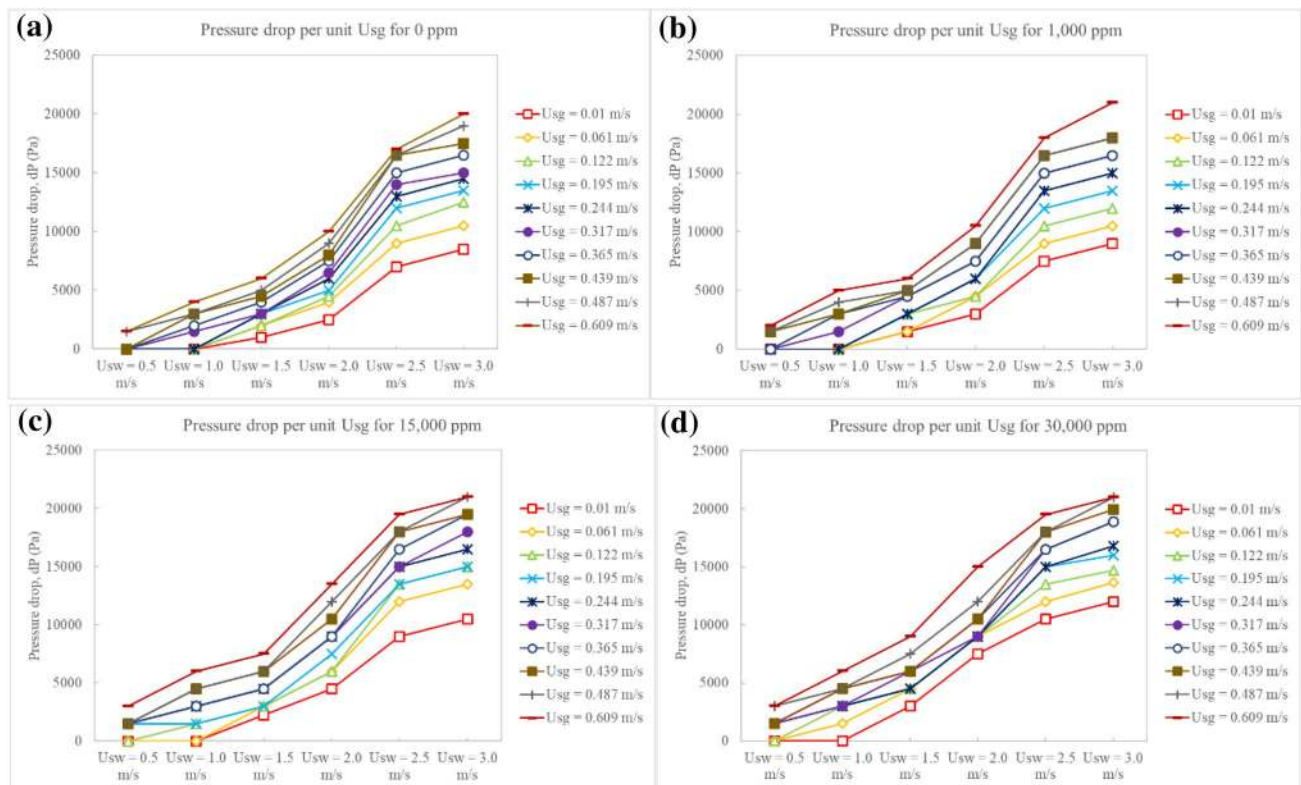 (a)
Pressure drop per unit Usg for 0 ppm
Pressure drop, dP (Pa)
25000
20000
15000
10000
5000
0
Usw = 0.5 m/s
Usw = 1.0 m/s
Usw = 1.5 m/s
Usw = 2.0 m/s
Usw = 2.5 m/s
Usw = 3.0 m/s
Usg = 0.01 m/s
Usg = 0.061 m/s
Usg = 0.122 m/s
Usg = 0.195 m/s
Usg = 0.244 m/s
Usg = 0.317 m/s
Usg = 0.365 m/s
Usg = 0.439 m/s
Usg = 0.487 m/s
Usg = 0.609 m/s
(b)
Pressure drop per unit Usg for 1,000 ppm
Pressure drop, dP (Pa)
25000
20000
15000
10000
5000
0
Usw = 0.5 m/s
Usw = 1.0 m/s
Usw = 1.5 m/s
Usw = 2.0 m/s
Usw = 2.5 m/s
Usw = 3.0 m/s
Usg = 0.01 m/s
Usg = 0.061 m/s
Usg = 0.122 m/s
Usg = 0.195 m/s
Usg = 0.244 m/s
Usg = 0.317 m/s
Usg = 0.365 m/s
Usg = 0.439 m/s
Usg = 0.487 m/s
Usg = 0.609 m/s
(c)
Pressure drop per unit Usg for 15,000 ppm
Pressure drop, dP (Pa)
25000
20000
15000
10000
5000
0
Usw = 0.5 m/s
Usw = 1.0 m/s
Usw = 1.5 m/s
Usw = 2.0 m/s
Usw = 2.5 m/s
Usw = 3.0 m/s
Usg = 0.01 m/s
Usg = 0.061 m/s
Usg = 0.122 m/s
Usg = 0.195 m/s
Usg = 0.244 m/s
Usg = 0.317 m/s
Usg = 0.365 m/s
Usg = 0.439 m/s
Usg = 0.487 m/s
Usg = 0.609 m/s
(d)
Pressure drop per unit Usg for 30,000 ppm
Pressure drop, dP (Pa)
25000
20000
15000
10000
5000
0
Usw = 0.5 m/s
Usw = 1.0 m/s
Usw = 1.5 m/s
Usw = 2.0 m/s
Usw = 2.5 m/s
Usw = 3.0 m/s
Usg = 0.01 m/s
Usg = 0.061 m/s
Usg = 0.122 m/s
Usg = 0.195 m/s
Usg = 0.244 m/s
Usg = 0.317 m/s
Usg = 0.365 m/s
Usg = 0.439 m/s
Usg = 0.487 m/s
Usg = 0.609 m/s